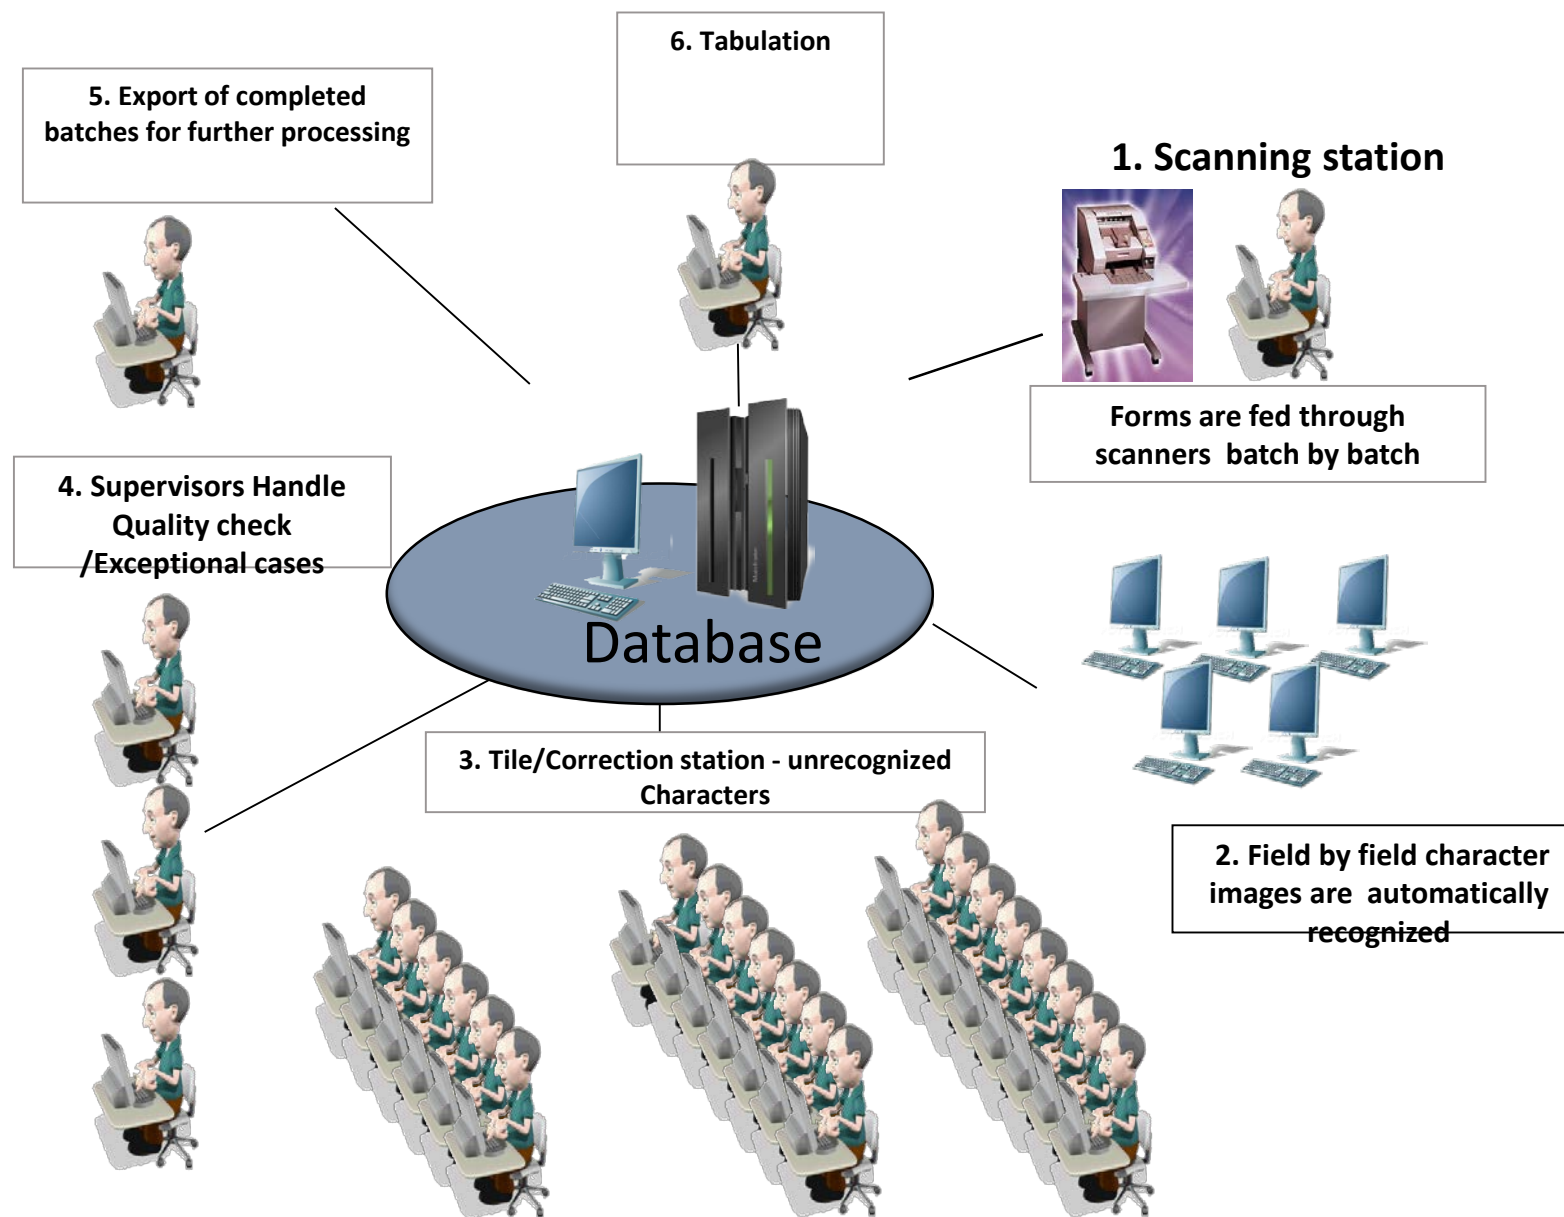 6. Tabulation
5. Export of completed
batches for further processing
1. Scanning station
Forms are fed through
scanners batch by batch
4. Supervisors Handle
Quality check
/Exceptional cases
Database
3. Tile/Correction station - unrecognized
Characters
2. Field by field character
images are automatically
recognized